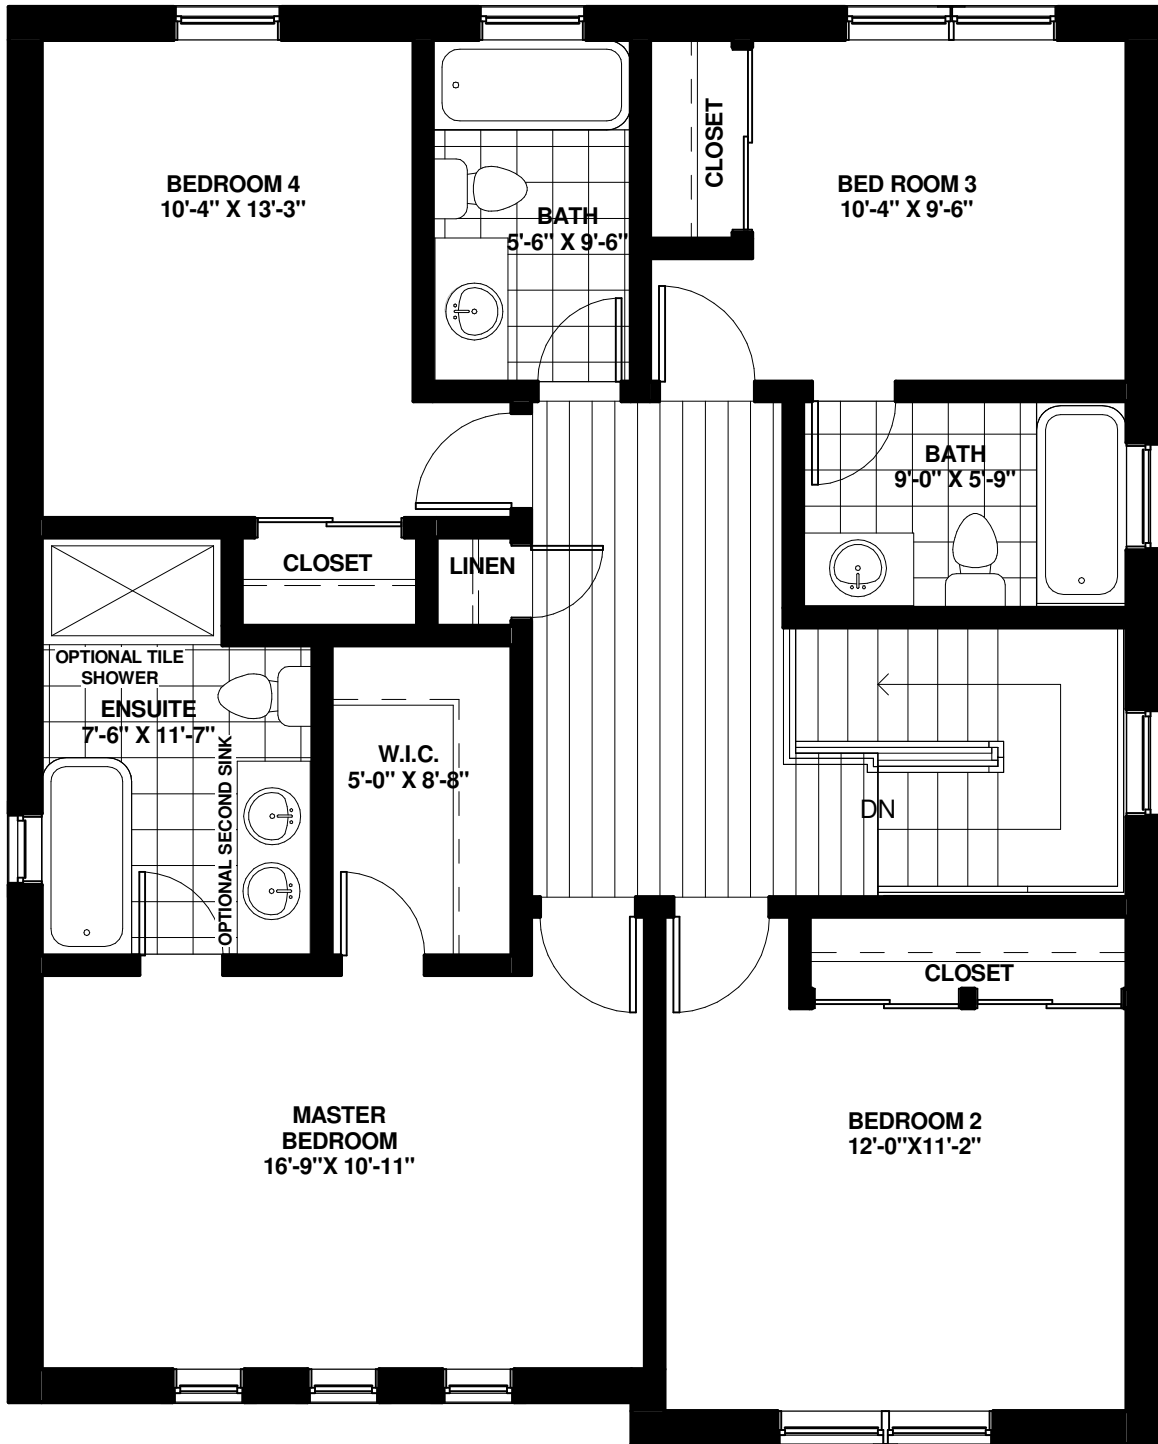 BEDROOM 4
10'-4" X 13'-3"
BATH
5'-6" X 9'-6"
CLOSET
BED ROOM 3
10'-4" X 9'-6"
BATH
9'-0" X 5'-9"
CLOSET
LINEN
OPTIONAL TILE
SHOWER
ENSUITE
7'-6" X 11'-7"
OPTIONAL SECOND SINK
W.I.C.
5'-0" X 8'-8"
DN
CLOSET
MASTER
BEDROOM
16'-9"X 10'-11"
BEDROOM 2
12'-0"X11'-2"